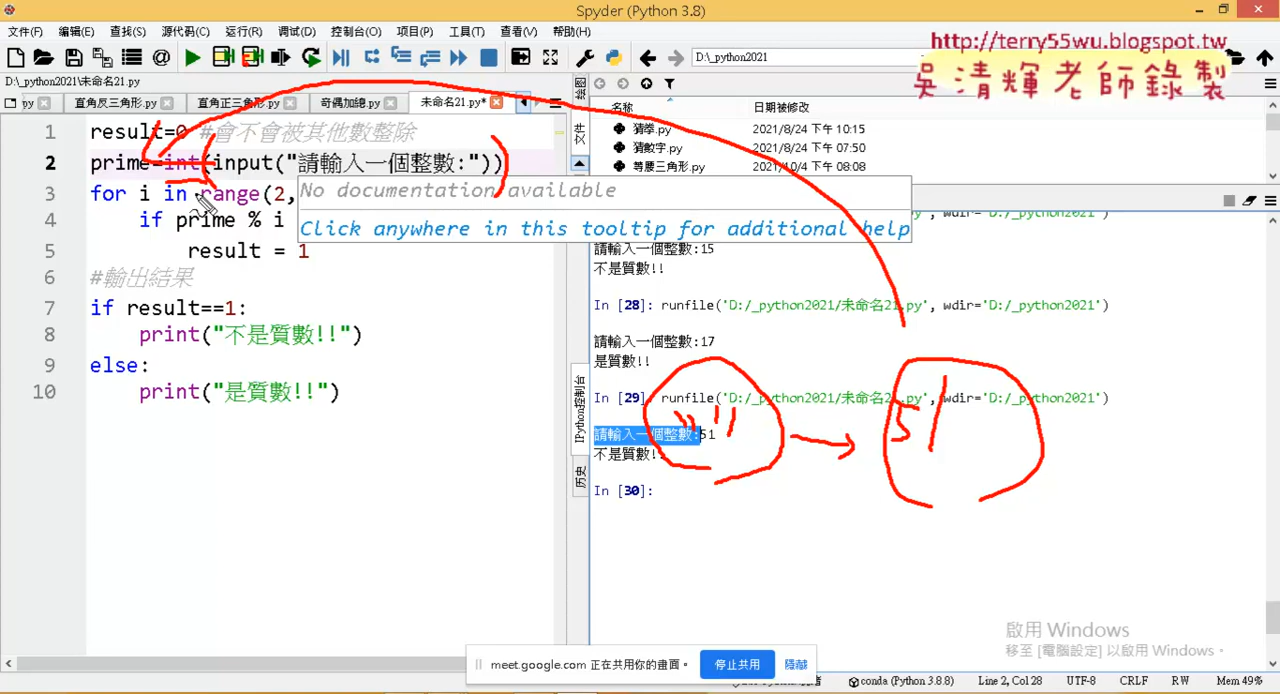 Spyder (Python 3.8)
文件(F) 编辑(E) 查找(S) 源代码(C) 运行(R) 调试(D) 控制台(O) 项目(P) 工具(T) 查看(V) 帮助(H)
http://terry55wu.blogspot.tw
吳清輝老師錄製
D:\_python2021
D:\_python2021\未命名21.py
py 直角反三角形.py 直角正三角形.py 奇偶加總.py 未命名21.py*
名称 日期被修改
猜拳.py 2021/8/24 下午 10:15
猜數字.py 2021/8/24 下午 07:50
等腰三角形.py 2021/10/4 下午 08:08
文件
1 result=0 #會不會被其他數整除
2 prime=int(input("請輸入一個整數:"))
3 for i in range(2,
4 if prime % i
5 result = 1
6 #輸出結果
7 if result==1:
8 print("不是質數!!")
9 else:
10 print("是質數!!")
No documentation available
Click anywhere in this tooltip for additional help
請輸入一個整數:15
不是質數!!
In [28]: runfile('D:/_python2021/未命名21.py', wdir='D:/_python2021')
請輸入一個整數:17
是質數!!
In [29]: runfile('D:/_python2021/未命名21.py', wdir='D:/_python2021')
請輸入一個整數:51
不是質數!
In [30]:
51
IPython控制台
历史
啟用 Windows
移至 [電腦設定] 以啟用 Windows。
meet.google.com 正在共用你的畫面。 停止共用 隱藏
conda (Python 3.8.8) Line 2, Col 28 UTF-8 CRLF RW Mem 49%